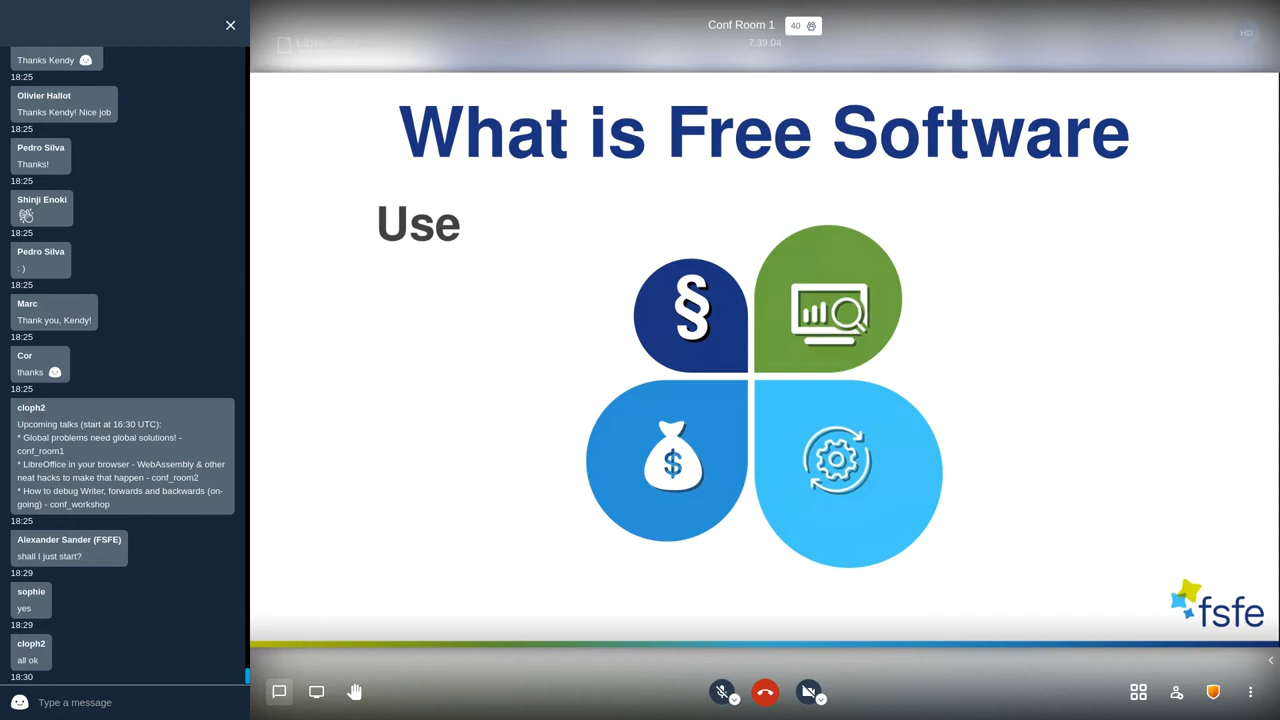 Thanks Kendy
18:25
Olivier Hallot
Thanks Kendy! Nice job
18:25
Pedro Silva
Thanks!
18:25
Shinji Enoki
18:25
Pedro Silva
: )
18:25
Marc
Thank you, Kendy!
18:25
Cor
thanks
18:25
cloph2
Upcoming talks (start at 16:30 UTC):
* Global problems need global solutions! -
conf_room1
* LibreOffice in your browser - WebAssembly & other
neat hacks to make that happen - conf_room2
* How to debug Writer, forwards and backwards (on-
going) - conf_workshop
18:25
Alexander Sander (FSFE)
shall I just start?
18:29
sophie
yes
18:29
cloph2
all ok
18:30
Type a message
Conf Room 1
40
7:39:04
HD
LibreOffice
What is Free Software
Use
§
$
fsfe